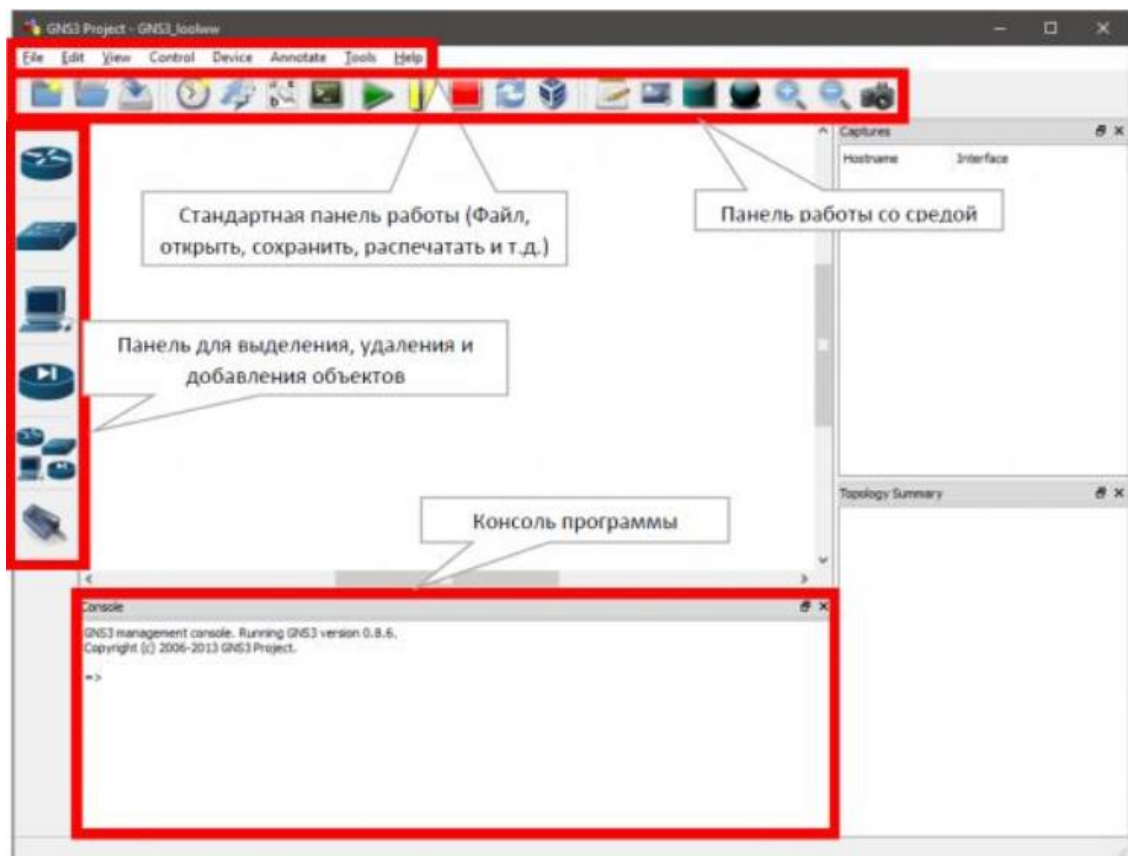 GNS3 Project - GNS3_loolww
File Edit View Control Device Annotate Tools Help
Captures
Hostname Interface
Стандартная панель работы (Файл,
открыть, сохранить, распечатать и т.д.)
Панель работы со средой
Панель для выделения, удаления и
добавления объектов
Topology Summary
Консоль программы
Console
GNS3 management console. Running GNS3 version 0.8.6.
Copyright (c) 2006-2013 GNS3 Project.
=>